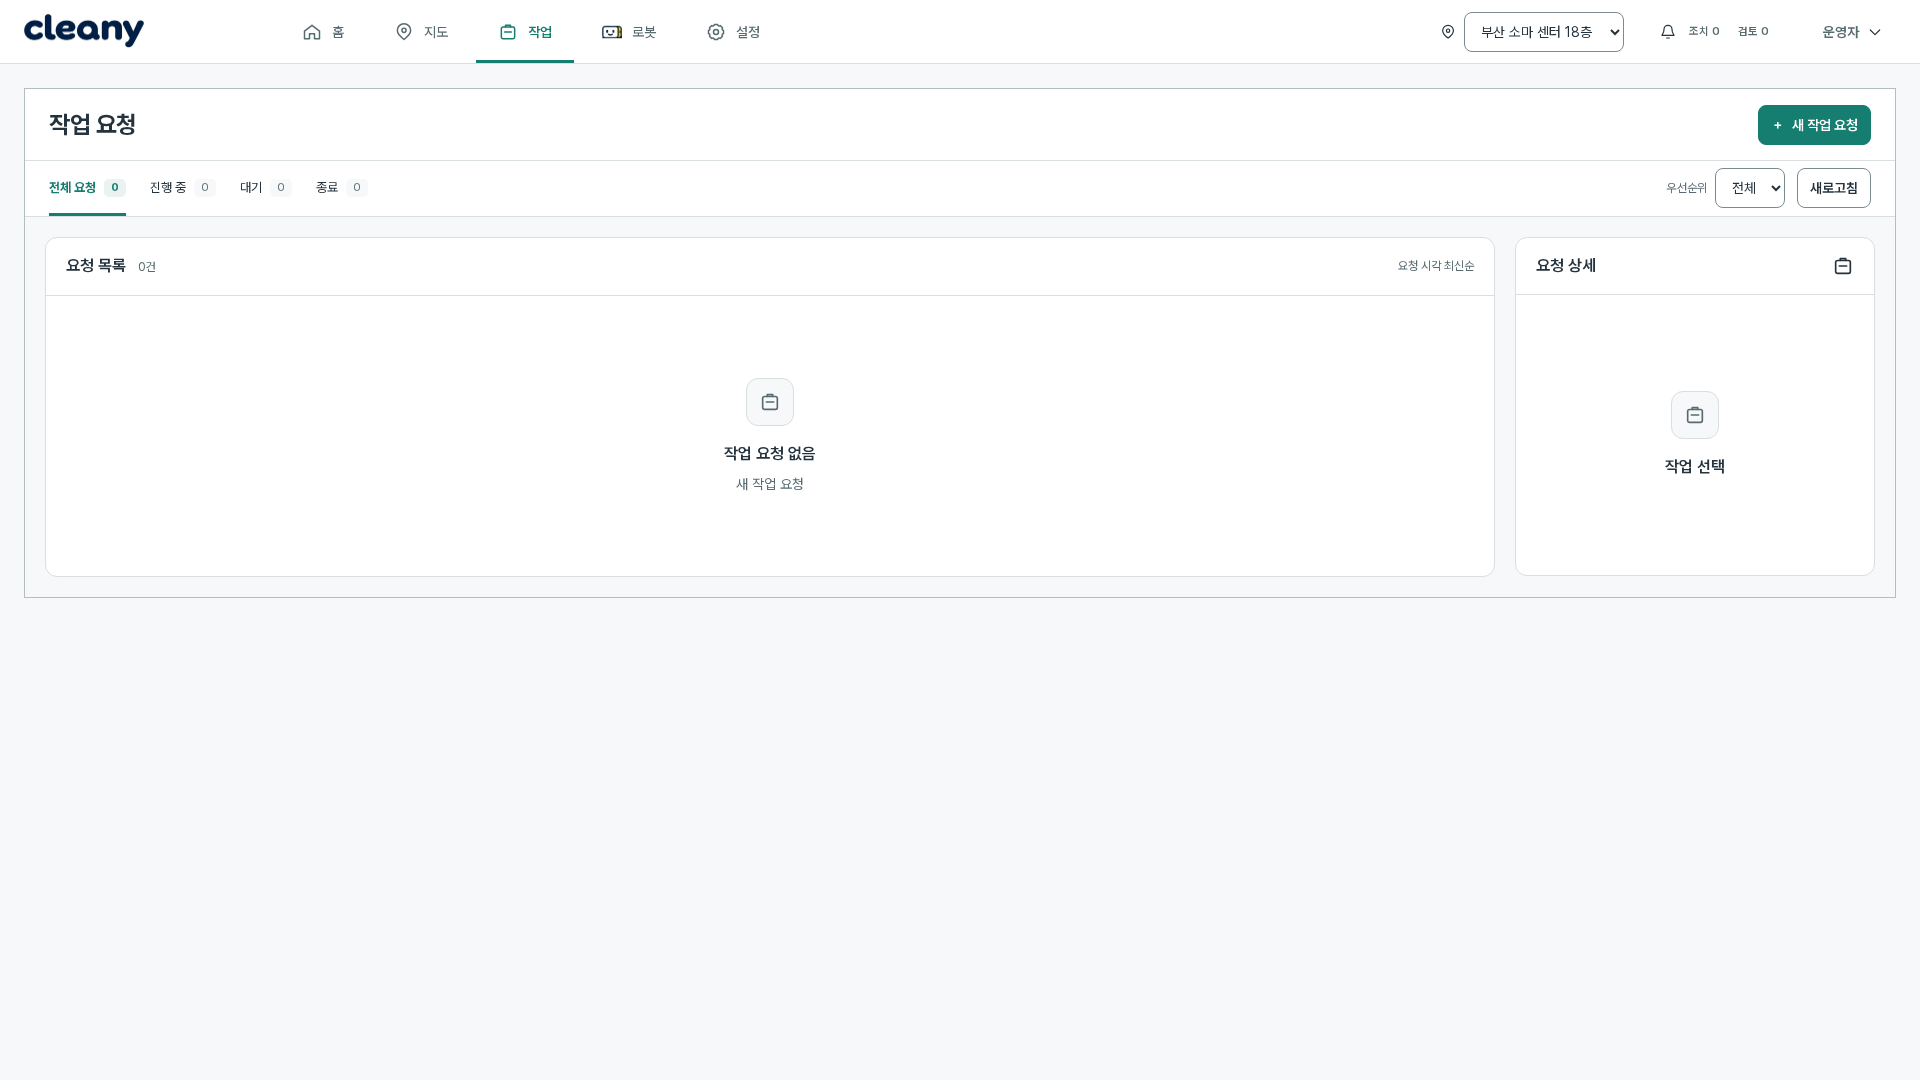 cleany
홈
지도
작업
로봇
설정
부산 소마 센터 18층
조치 0
검토 0
운영자
작업 요청
+ 새 작업 요청
전체 요청 0
진행 중 0
대기 0
종료 0
우선순위
전체
새로고침
요청 목록 0건
요청 시각 최신순
작업 요청 없음
새 작업 요청
요청 상세
작업 선택